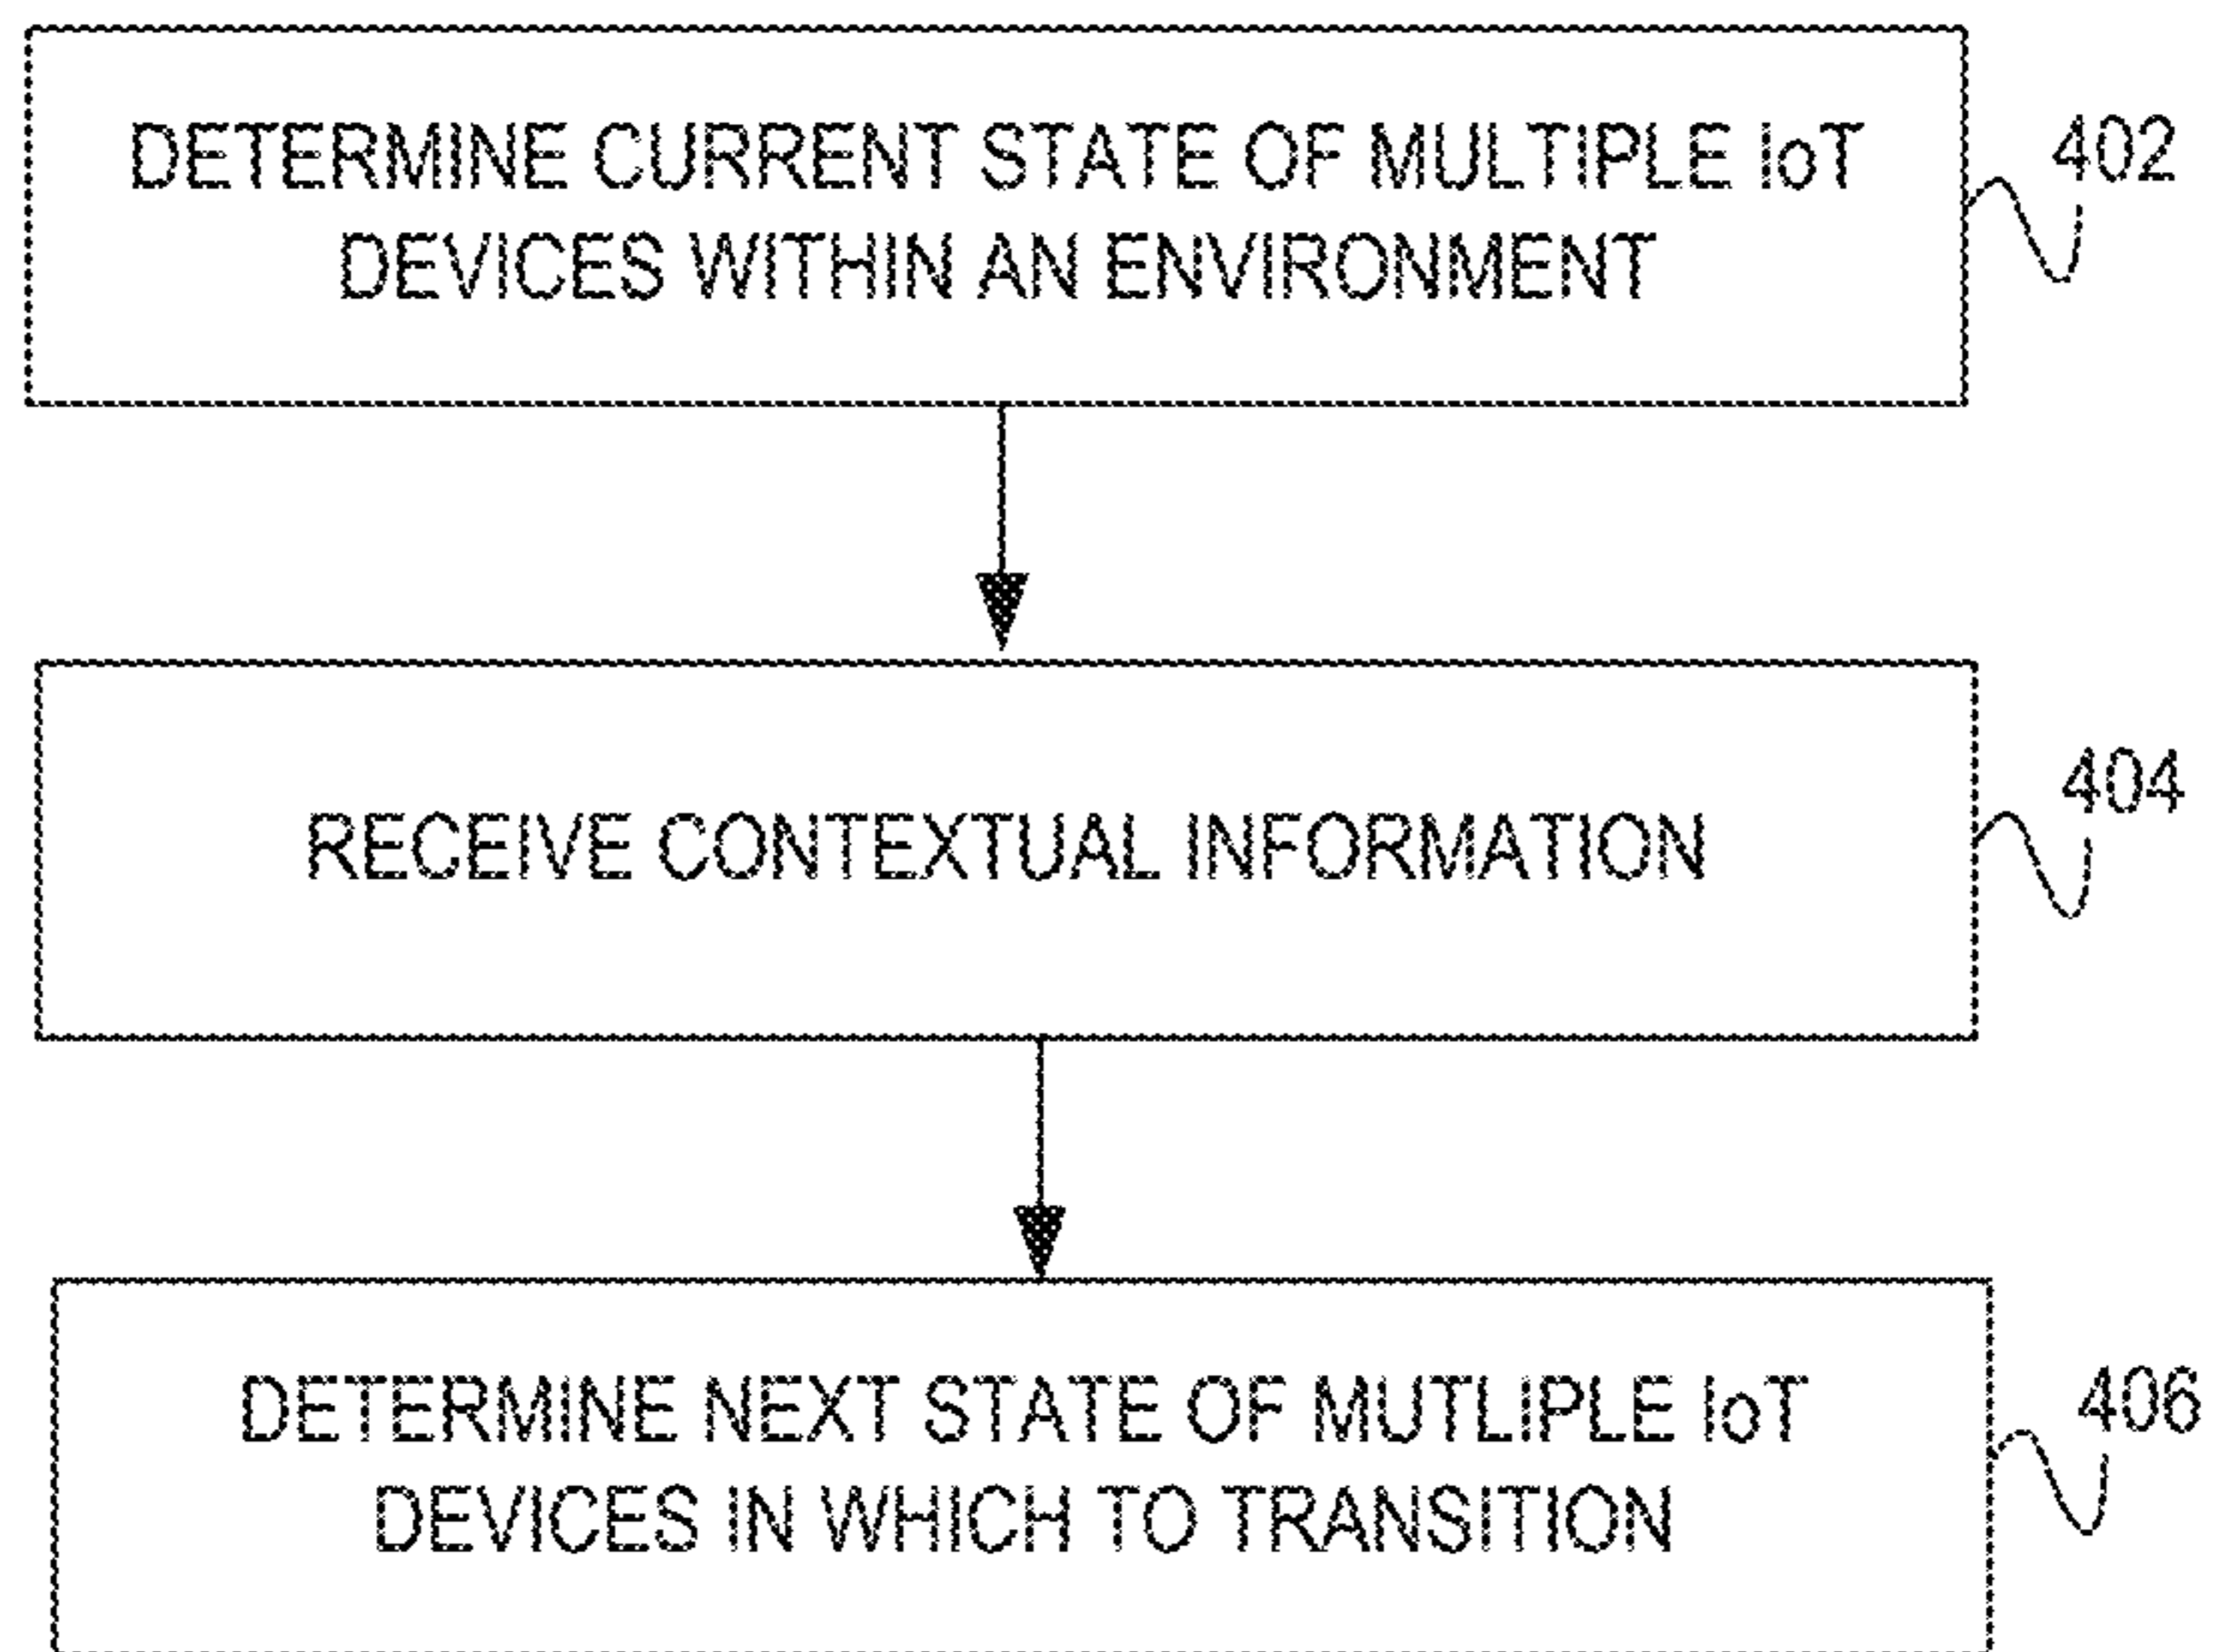 DETERMINE CURRENT STATE OF MULTIPLE IoT
402
DEVICES WITHIN AN ENVIRONMENT
RECEIVE CONTEXTUAL INFORMATION
404
DETERMINE NEXT STATE OF MUTLIPLE IoT
406
DEVICES IN WHICH TO TRANSITION